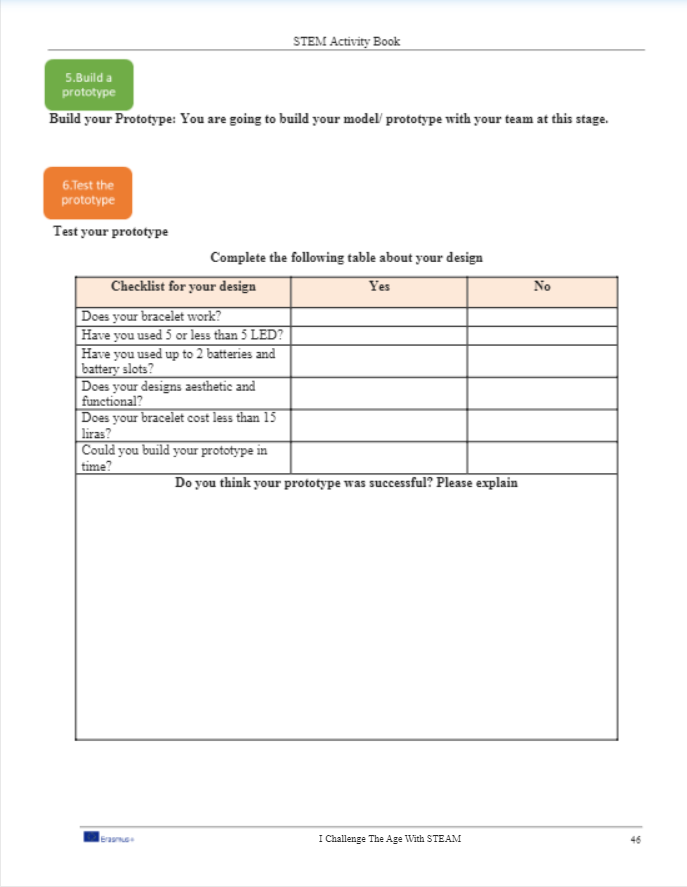 STEM Activity Book
5.Build a
prototype
Build your Prototype: You are going to build your model/ prototype with your team at this stage.
6.Test the
prototype
Test your prototype
Complete the following table about your design
Checklist for your design Yes No
Does your bracelet work?
Have you used 5 or less than 5 LED?
Have you used up to 2 batteries and
battery slots?
Does your designs aesthetic and
functional?
Does your bracelet cost less than 15
liras?
Could you build your prototype in
time?
Do you think your prototype was successful? Please explain
Erasmus+
I Challenge The Age With STEAM
46